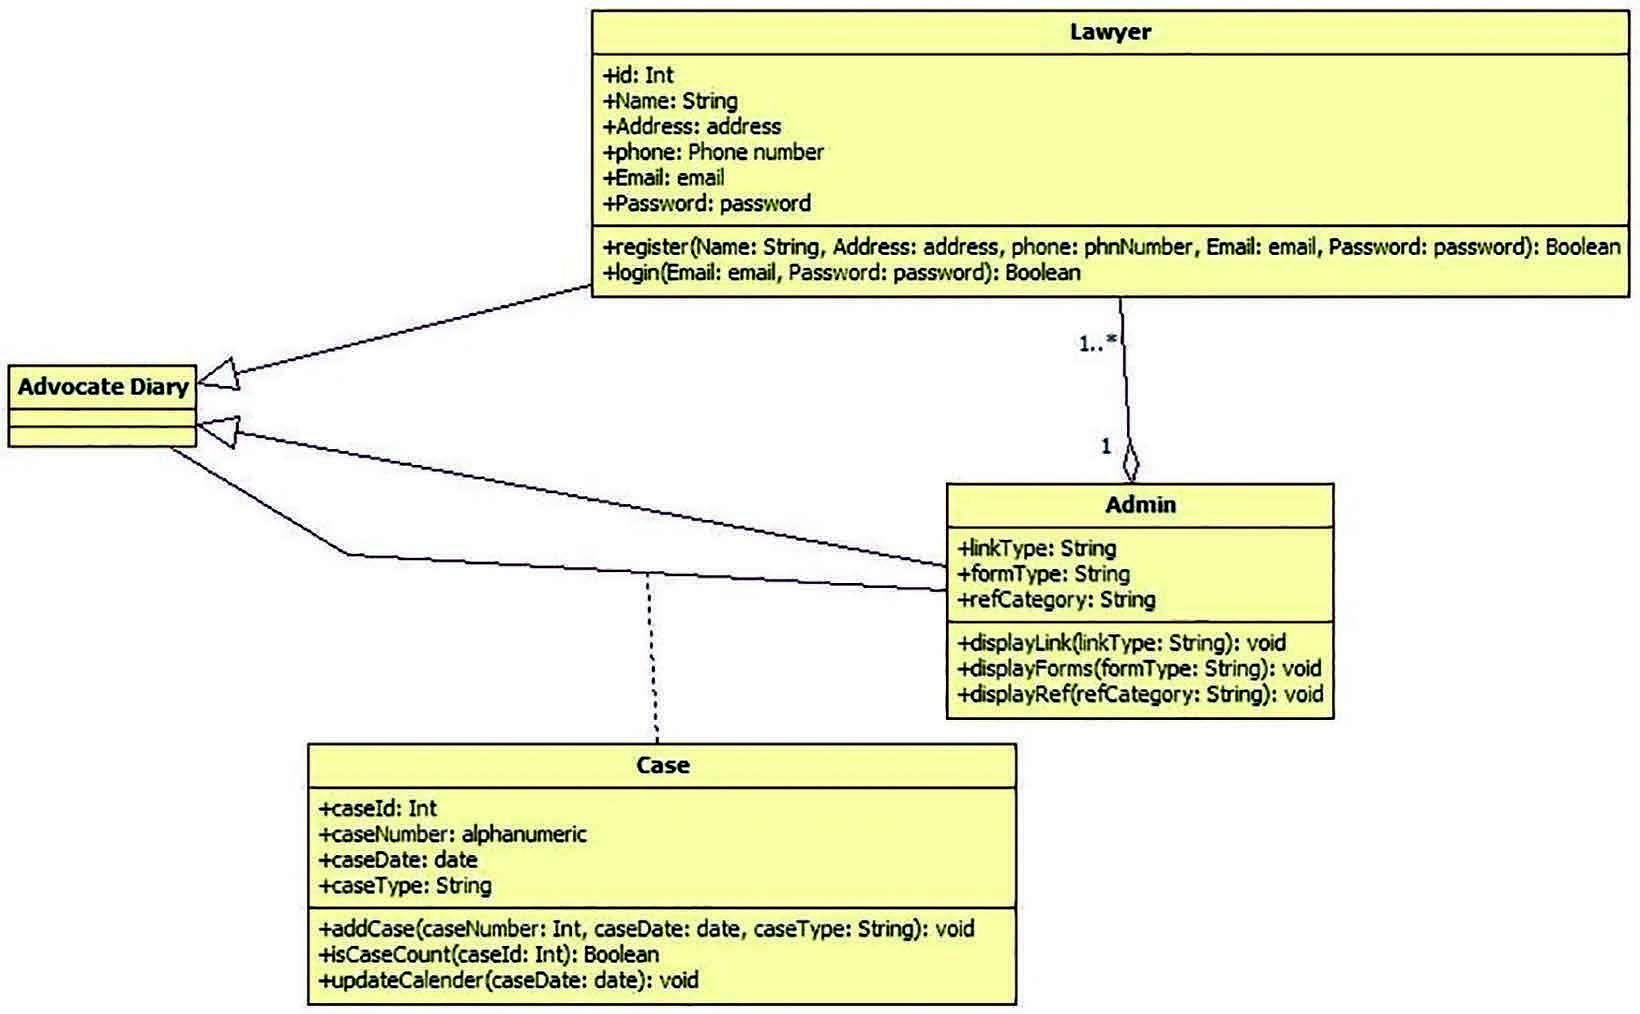 Lawyer
+id: Int
+Name: String
+Address: address
+phone: Phone number
+Email: email
+Password: password
+register(Name: String, Address: address, phone: phnNumber, Email: email, Password: password): Boolean
+login(Email: email, Password: password): Boolean
1..*
1
Advocate Diary
Admin
+linkType: String
+formType: String
+refCategory: String
+displayLink(linkType: String): void
+displayForms(formType: String): void
+displayRef(refCategory: String): void
Case
+caseId: Int
+caseNumber: alphanumeric
+caseDate: date
+caseType: String
+addCase(caseNumber: Int, caseDate: date, caseType: String): void
+isCaseCount(caseId: Int): Boolean
+updateCalender(caseDate: date): void